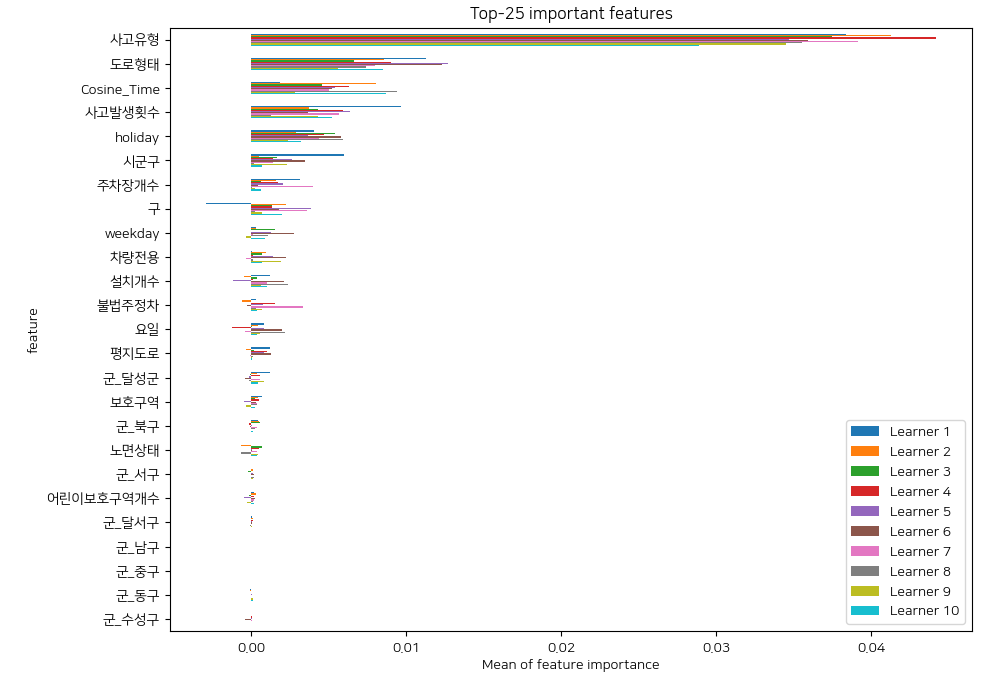 Top-25 important features
사고유형
도로형태
Cosine_Time
사고발생횟수
holiday
시군구
주차장개수
구
weekday
차량전용
설치개수
불법주정차
요일
평지도로
군_달성군
보호구역
군_북구
노면상태
군_서구
어린이보호구역개수
군_달서구
군_남구
군_중구
군_동구
군_수성구
feature
Learner 1
Learner 2
Learner 3
Learner 4
Learner 5
Learner 6
Learner 7
Learner 8
Learner 9
Learner 10
0.00 0.01 0.02 0.03 0.04
Mean of feature importance